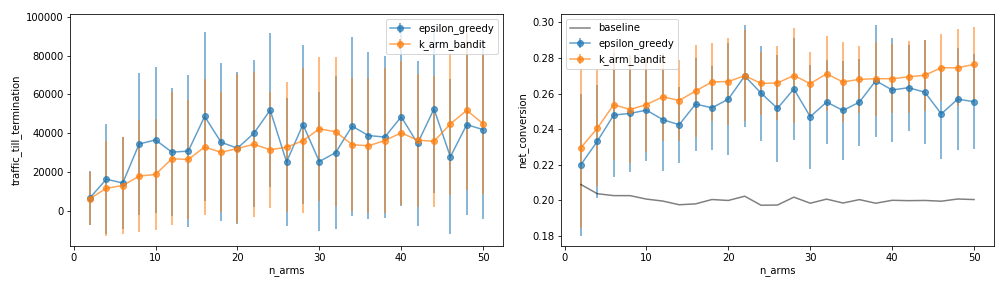 100000
80000
60000
40000
20000
0
traffic_till_termination
epsilon_greedy
k_arm_bandit
0
10
20
30
40
50
n_arms
0.30
0.28
0.26
0.24
0.22
0.20
0.18
net_conversion
baseline
epsilon_greedy
k_arm_bandit
0
10
20
30
40
50
n_arms